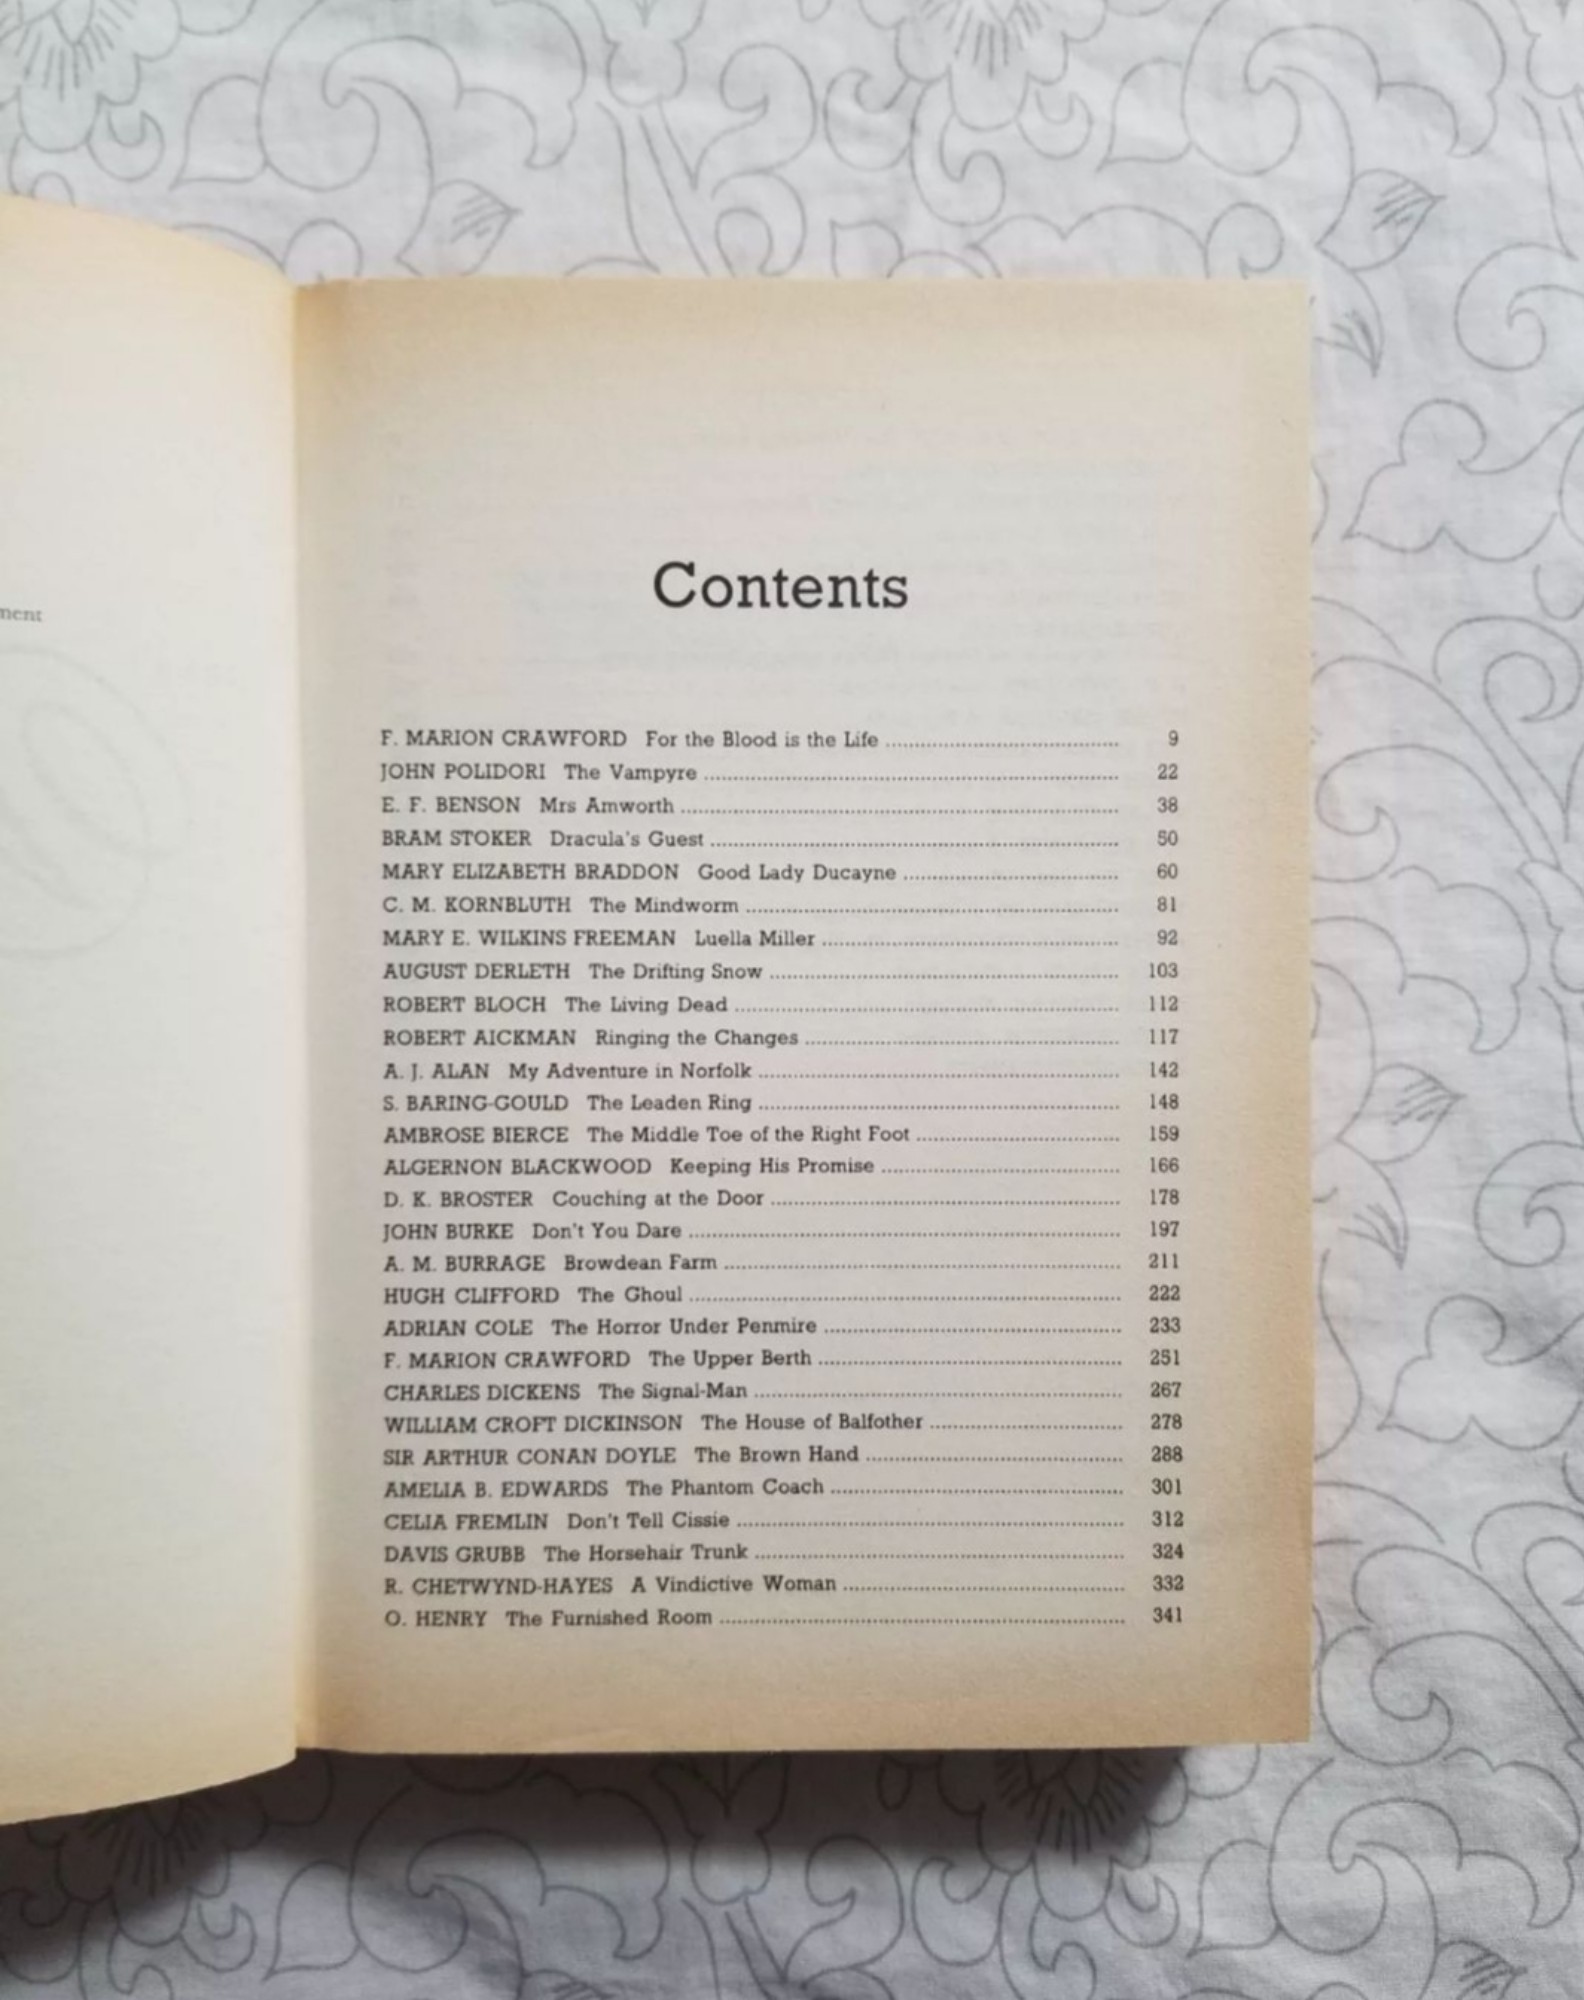 ment
Contents
F. MARION CRAWFORD For the Blood is the Life 9
JOHN POLIDORI The Vampyre 22
E. F. BENSON Mrs Amworth 38
BRAM STOKER Dracula's Guest 50
MARY ELIZABETH BRADDON Good Lady Ducayne 60
C. M. KORNBLUTH The Mindworm 81
MARY E. WILKINS FREEMAN Luella Miller 92
AUGUST DERLETH The Drifting Snow 103
ROBERT BLOCH The Living Dead 112
ROBERT AICKMAN Ringing the Changes 117
A. J. ALAN My Adventure in Norfolk 142
S. BARING-GOULD The Leaden Ring 148
AMBROSE BIERCE The Middle Toe of the Right Foot 159
ALGERNON BLACKWOOD Keeping His Promise 166
D. K. BROSTER Couching at the Door 178
JOHN BURKE Don't You Dare 197
A. M. BURRAGE Browdean Farm 211
HUGH CLIFFORD The Ghoul 222
ADRIAN COLE The Horror Under Penmire 233
F. MARION CRAWFORD The Upper Berth 251
CHARLES DICKENS The Signal-Man 267
WILLIAM CROFT DICKINSON The House of Balfother 278
SIR ARTHUR CONAN DOYLE The Brown Hand 288
AMELIA B. EDWARDS The Phantom Coach 301
CELIA FREMLIN Don't Tell Cissie 312
DAVIS GRUBB The Horsehair Trunk 324
R. CHETWYND-HAYES A Vindictive Woman 332
O. HENRY The Furnished Room 341